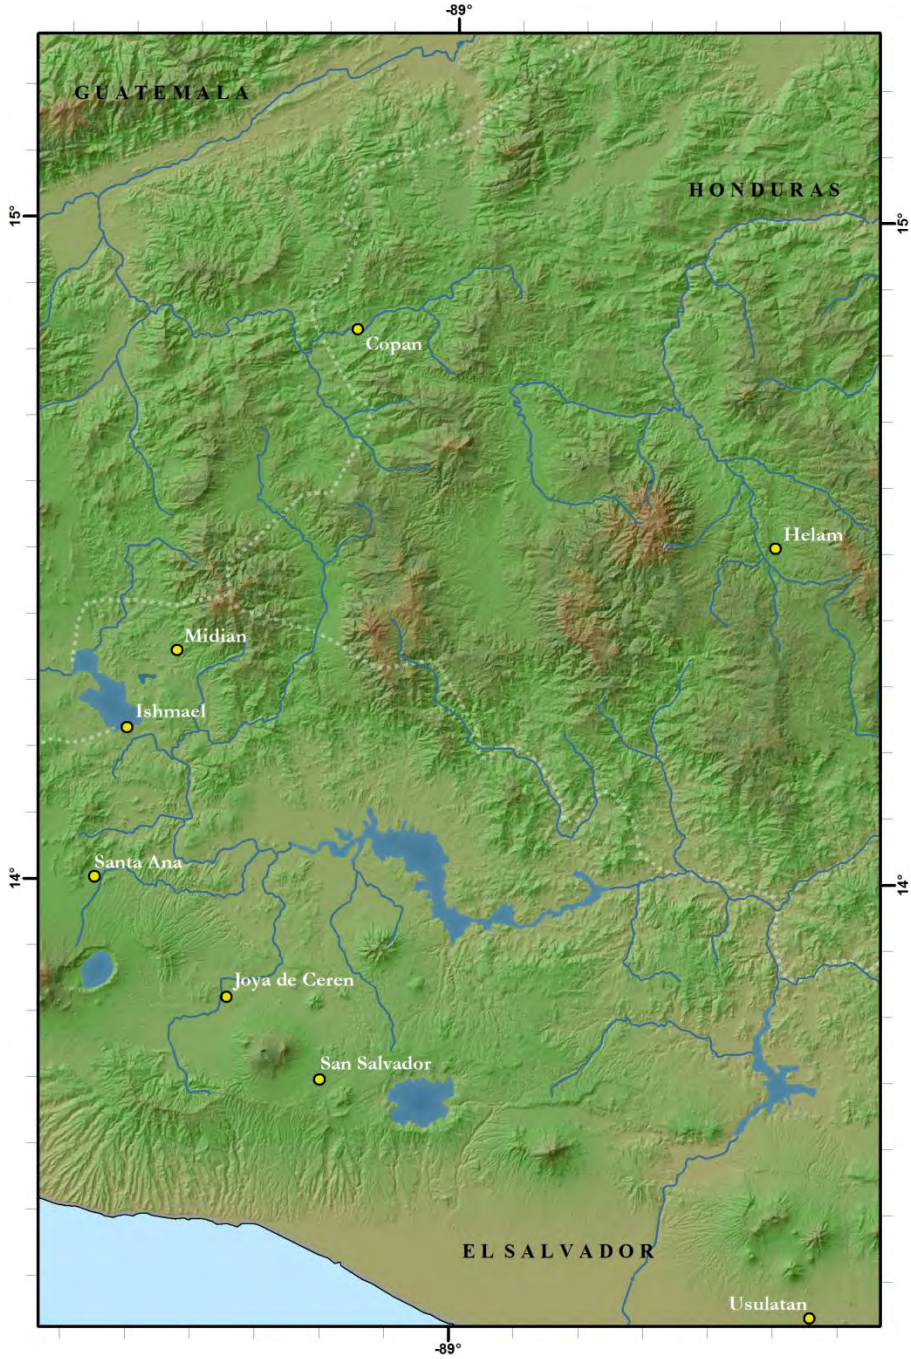 -89°
GUATEMALA
HONDURAS
15°
15°
Copan
Helam
Midian
Ishmael
Santa Ana
14°
14°
Joya de Ceren
San Salvador
EL SALVADOR
Usulatan
-89°